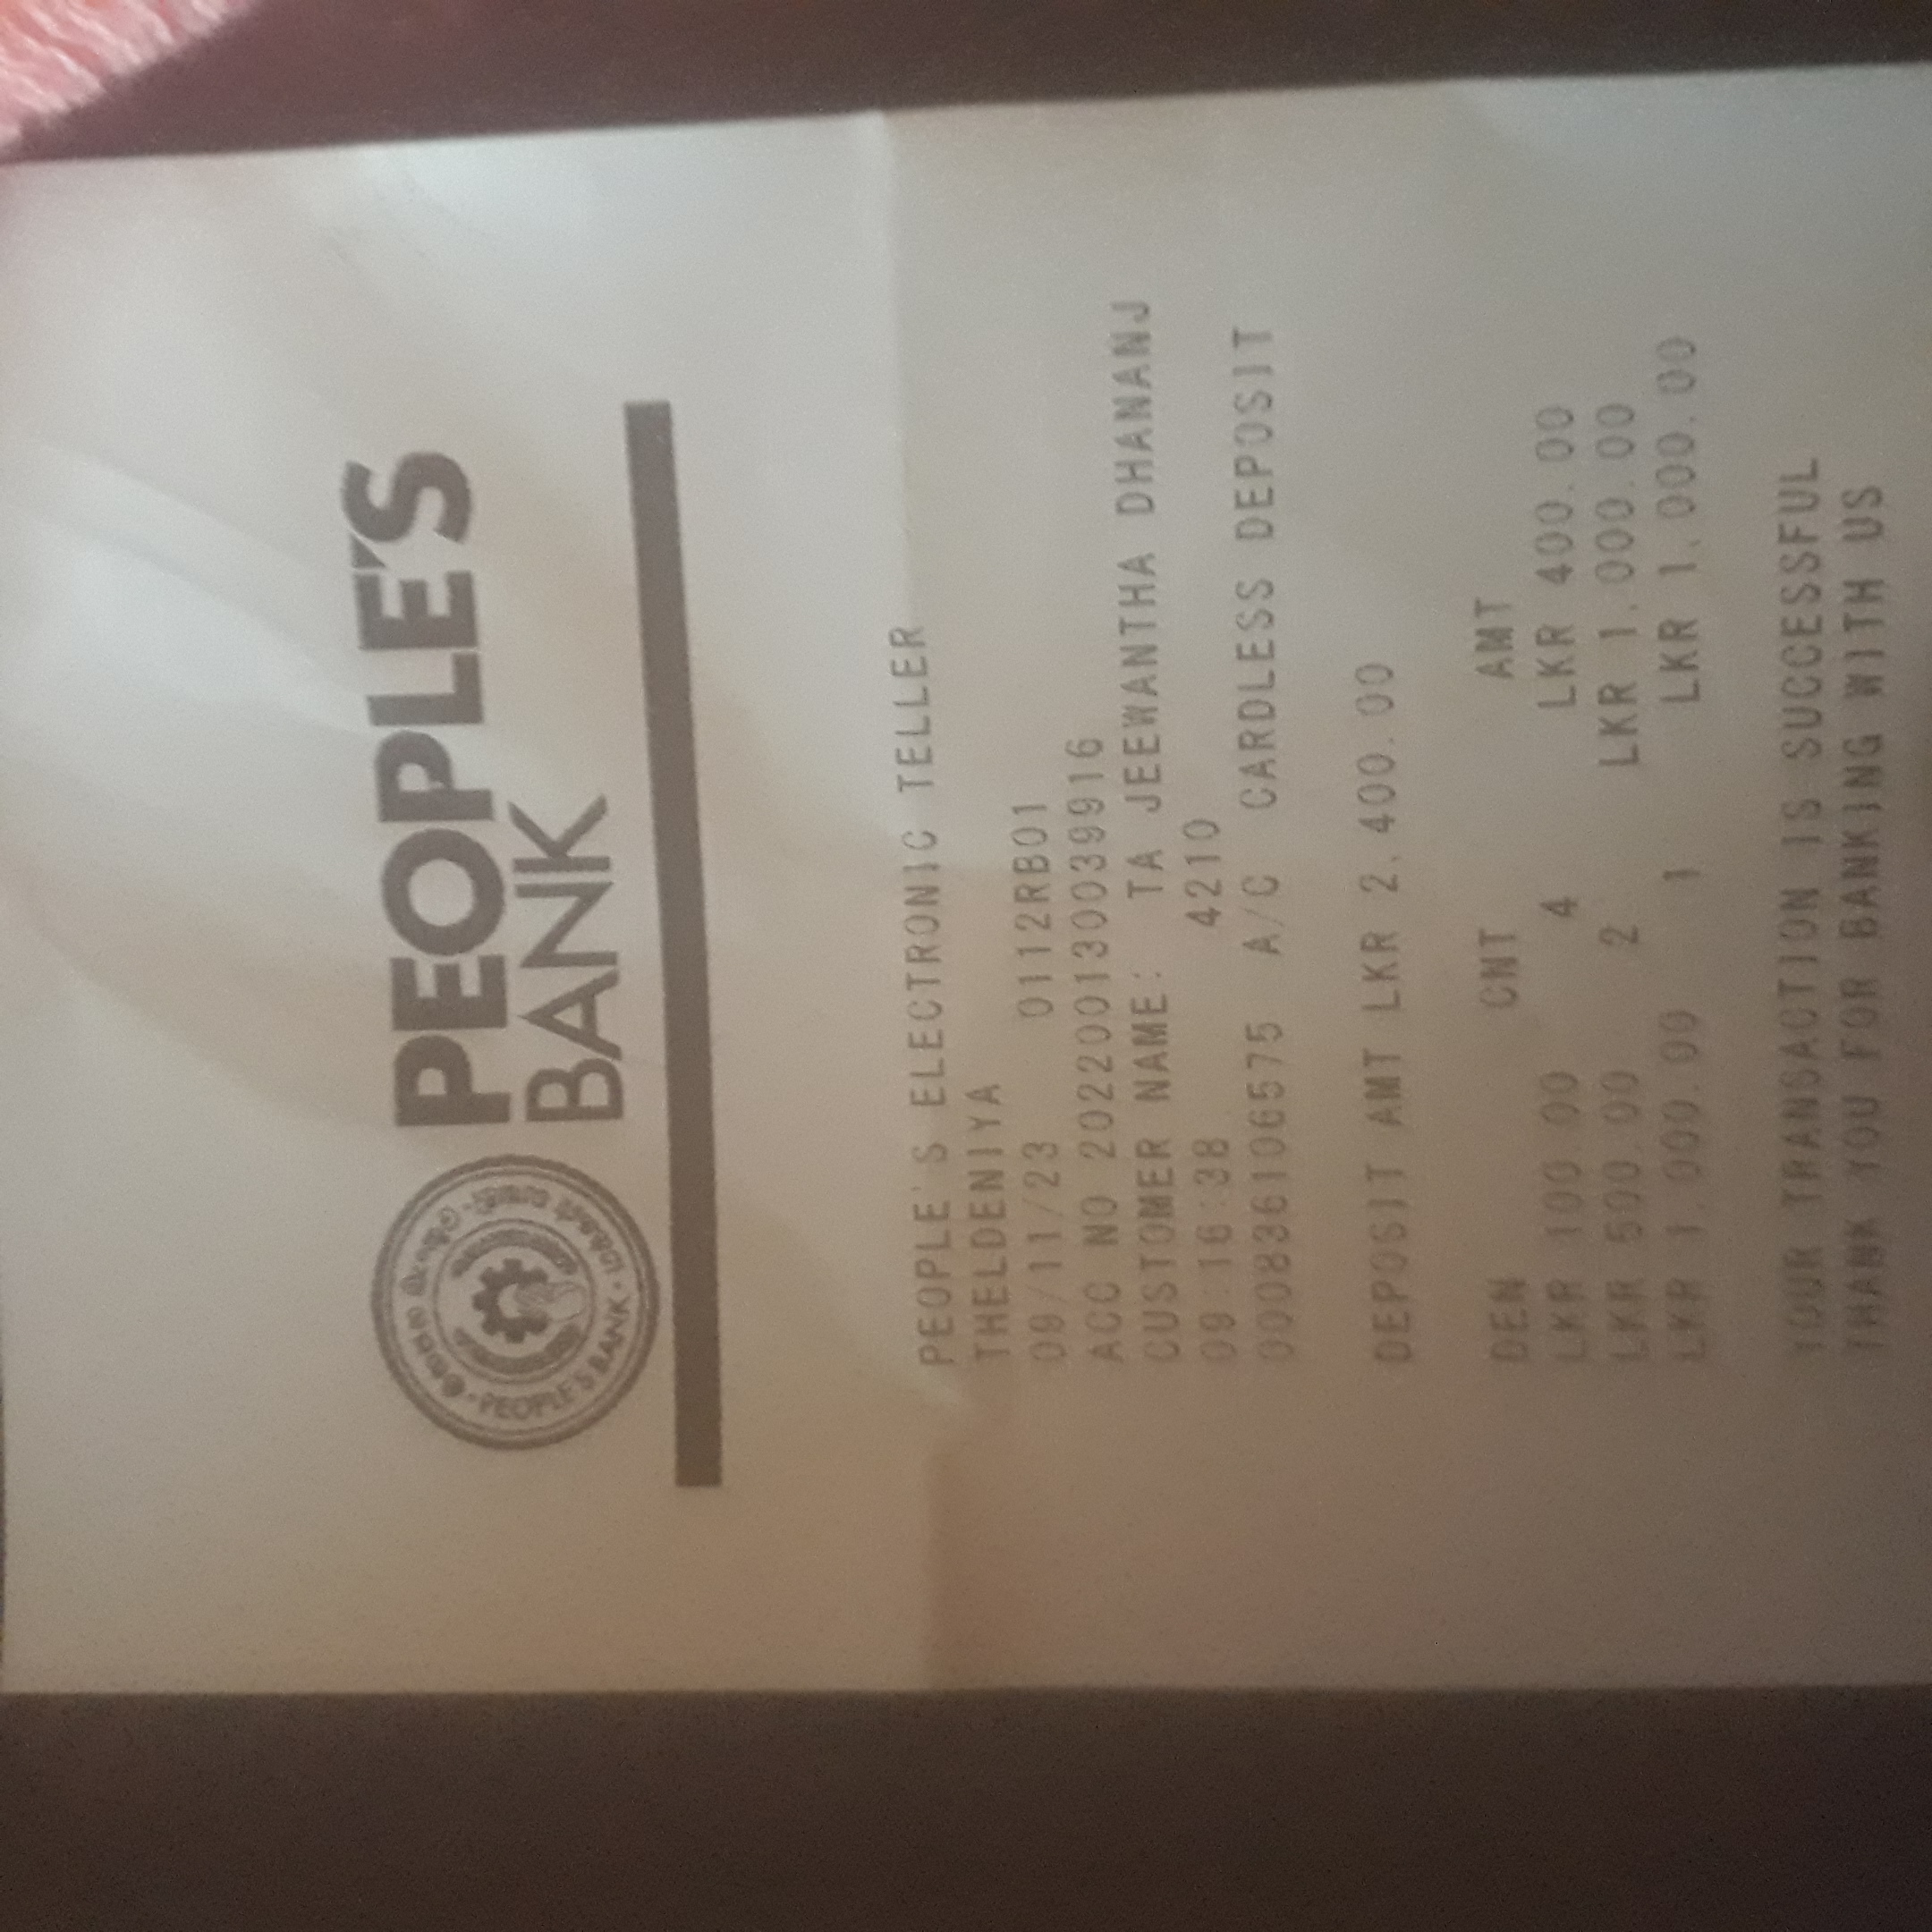 PEOPLE'S
BANK
PEOPLE'S BANK
PEOPLE'S ELECTRONIC TELLER
THELDENIYA
09/11/23 0112RB01
ACC NO 202200130039916
CUSTOMER NAME: TA JEEWANTHA DHANANJ
09:16:38 4210
000836106575 A/C CARDLESS DEPOSIT
DEPOSIT AMT LKR 2,400.00
DEN CNT AMT
LKR 100.00 4 LKR 400.00
LKR 500.00 2 LKR 1,000.00
LKR 1,000.00 1 LKR 1,000.00
YOUR TRANSACTION IS SUCCESSFUL
THANK YOU FOR BANKING WITH US